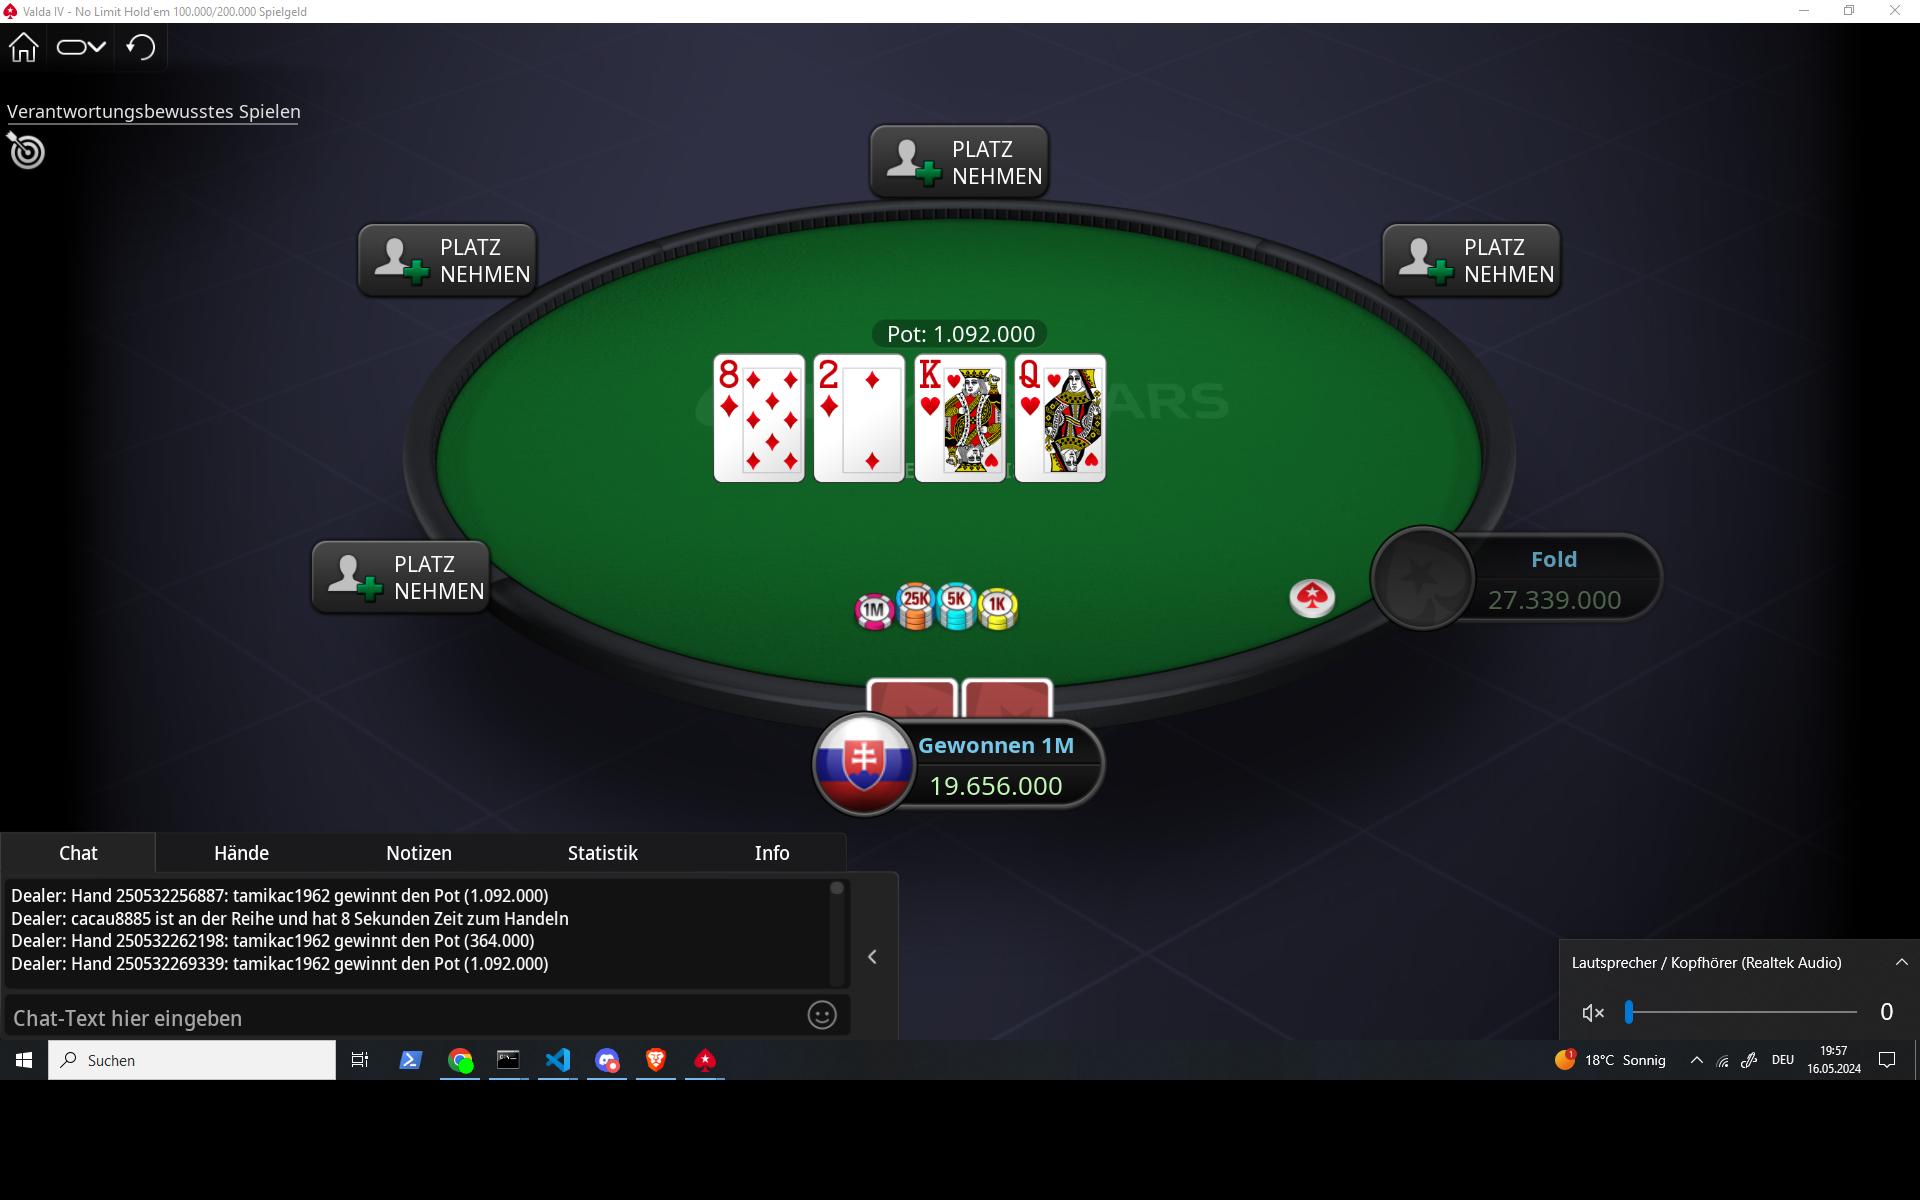 Valda IV - No Limit Hold'em 100.000/200.000 Spielgeld
Verantwortungsbewusstes Spielen
PLATZ
NEHMEN
PLATZ
NEHMEN
PLATZ
NEHMEN
Pot: 1.092.000
8
2
K
Q
ARS
PLATZ
NEHMEN
1M
25K
5K
1K
Fold
27.339.000
Gewonnen 1M
19.656.000
Chat
Hände
Notizen
Statistik
Info
Dealer: Hand 250532256887: tamikac1962 gewinnt den Pot (1.092.000)
Dealer: cacau8885 ist an der Reihe und hat 8 Sekunden Zeit zum Handeln
Dealer: Hand 250532262198: tamikac1962 gewinnt den Pot (364.000)
Dealer: Hand 250532269339: tamikac1962 gewinnt den Pot (1.092.000)
Chat-Text hier eingeben
Lautsprecher / Kopfhörer (Realtek Audio)
0
Suchen
1
18°C Sonnig
DEU
19:57
16.05.2024